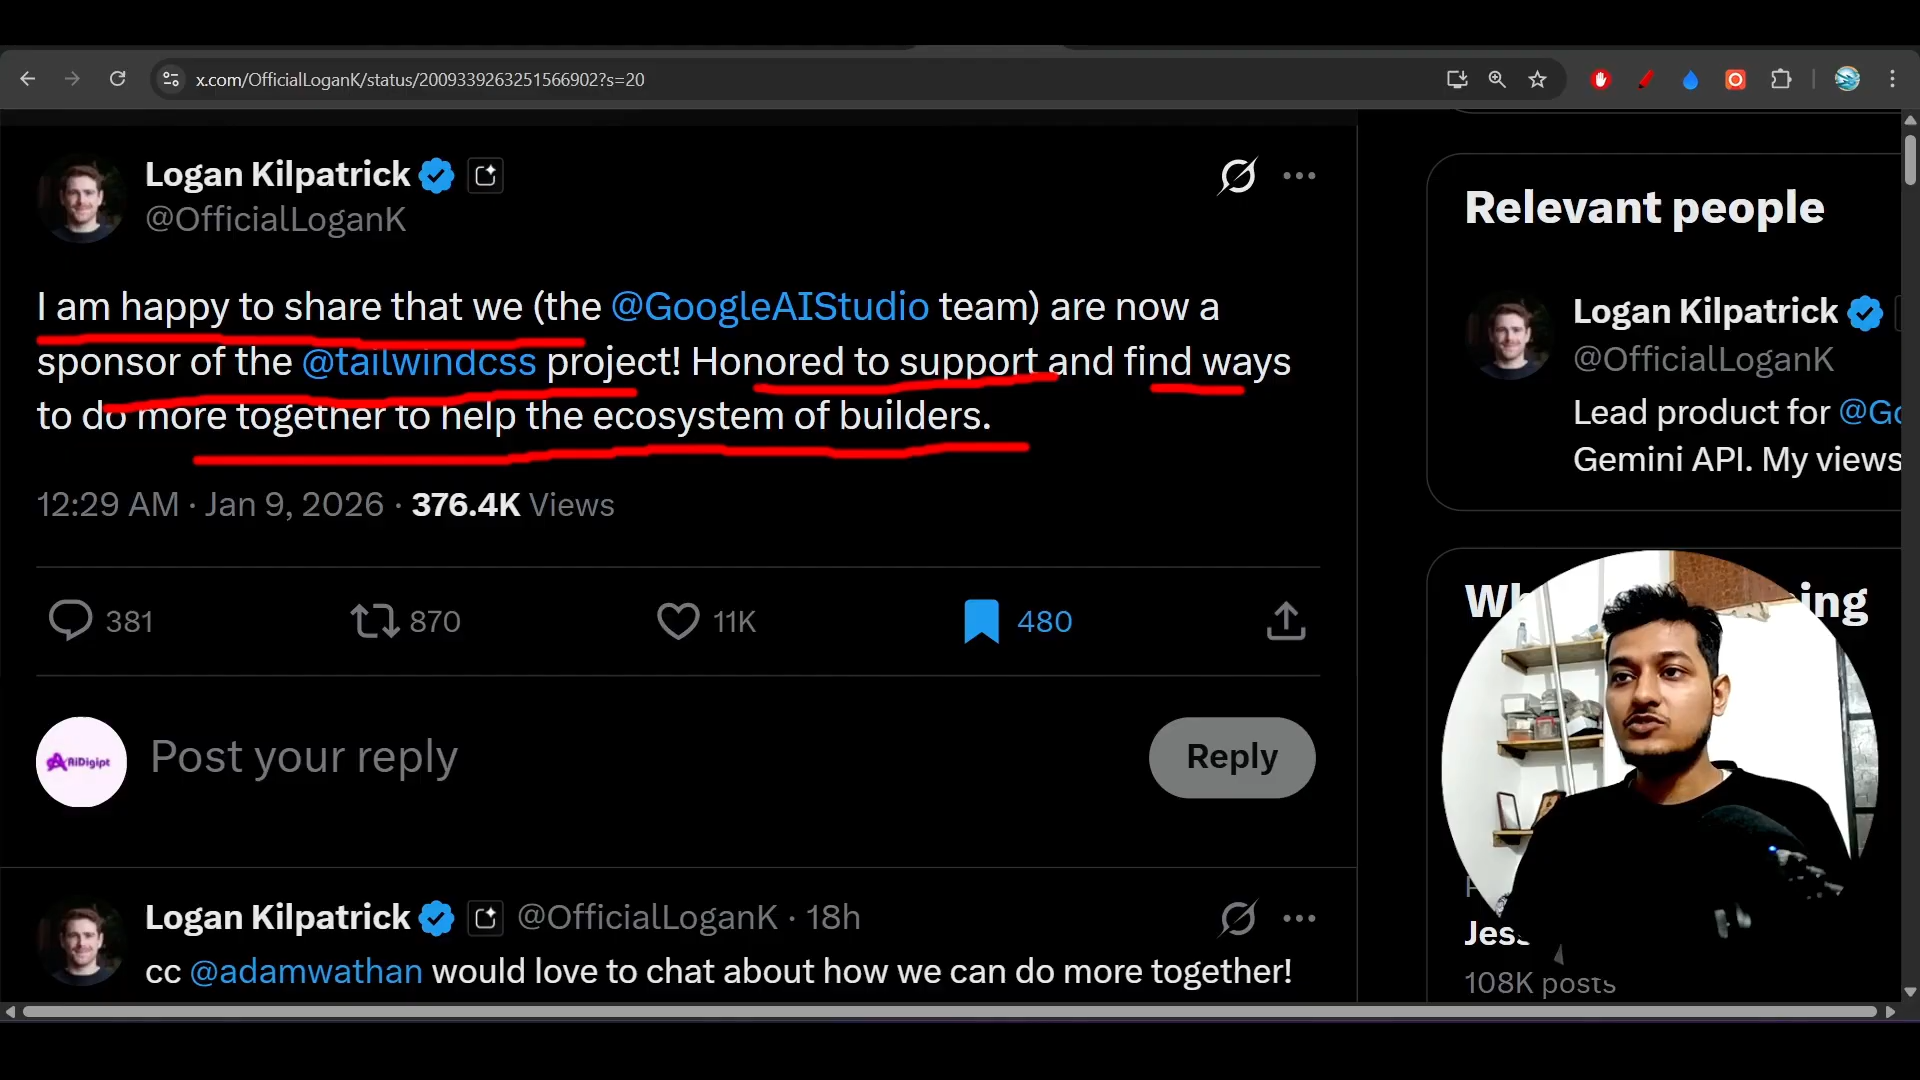 x.com/OfficialLoganK/status/2009339263251566902?s=20
Logan Kilpatrick
@OfficialLoganK
I am happy to share that we (the @GoogleAIStudio team) are now a
sponsor of the @tailwindcss project! Honored to support and find ways
to do more together to help the ecosystem of builders.
12:29 AM · Jan 9, 2026 · 376.4K Views
381 870 11K 480
AiDigipt
Post your reply
Reply
Logan Kilpatrick @OfficialLoganK · 18h
cc @adamwathan would love to chat about how we can do more together!
Relevant people
Logan Kilpatrick
@OfficialLoganK
Lead product for @Go
Gemini API. My views
108K posts